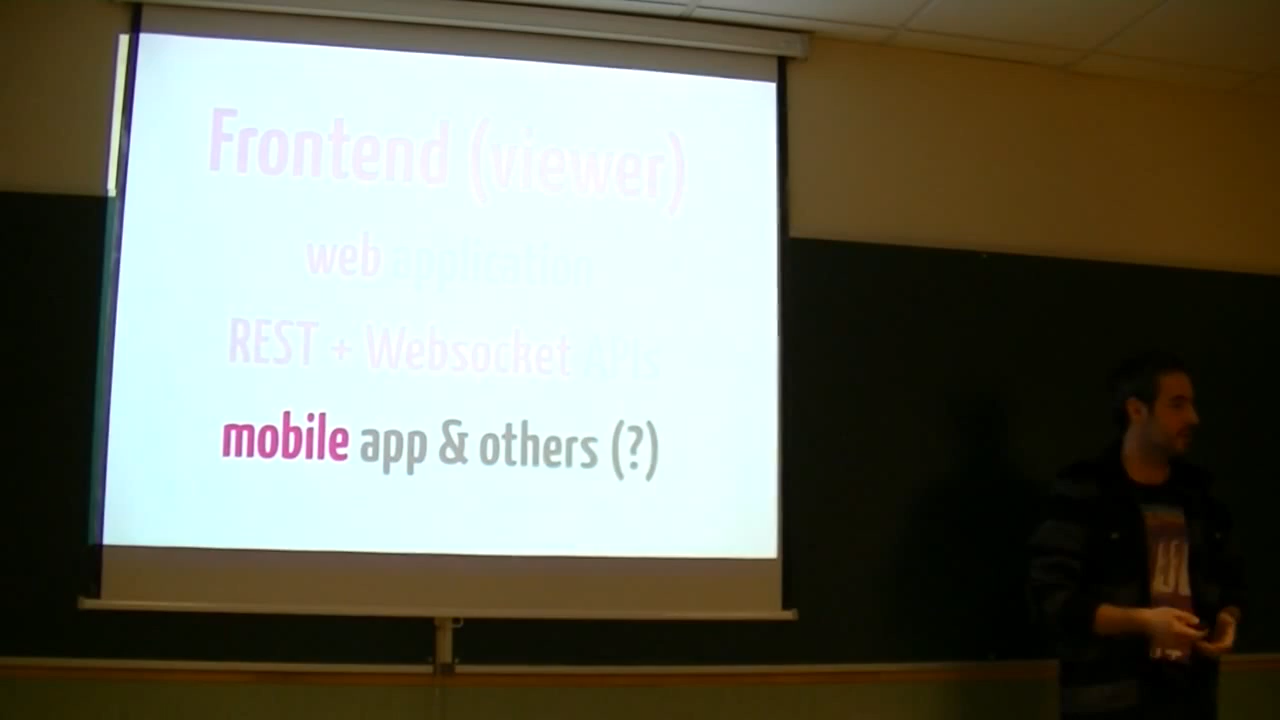 Frontend (viewer)
web application
REST + Websocket APIs
mobile app & others (?)